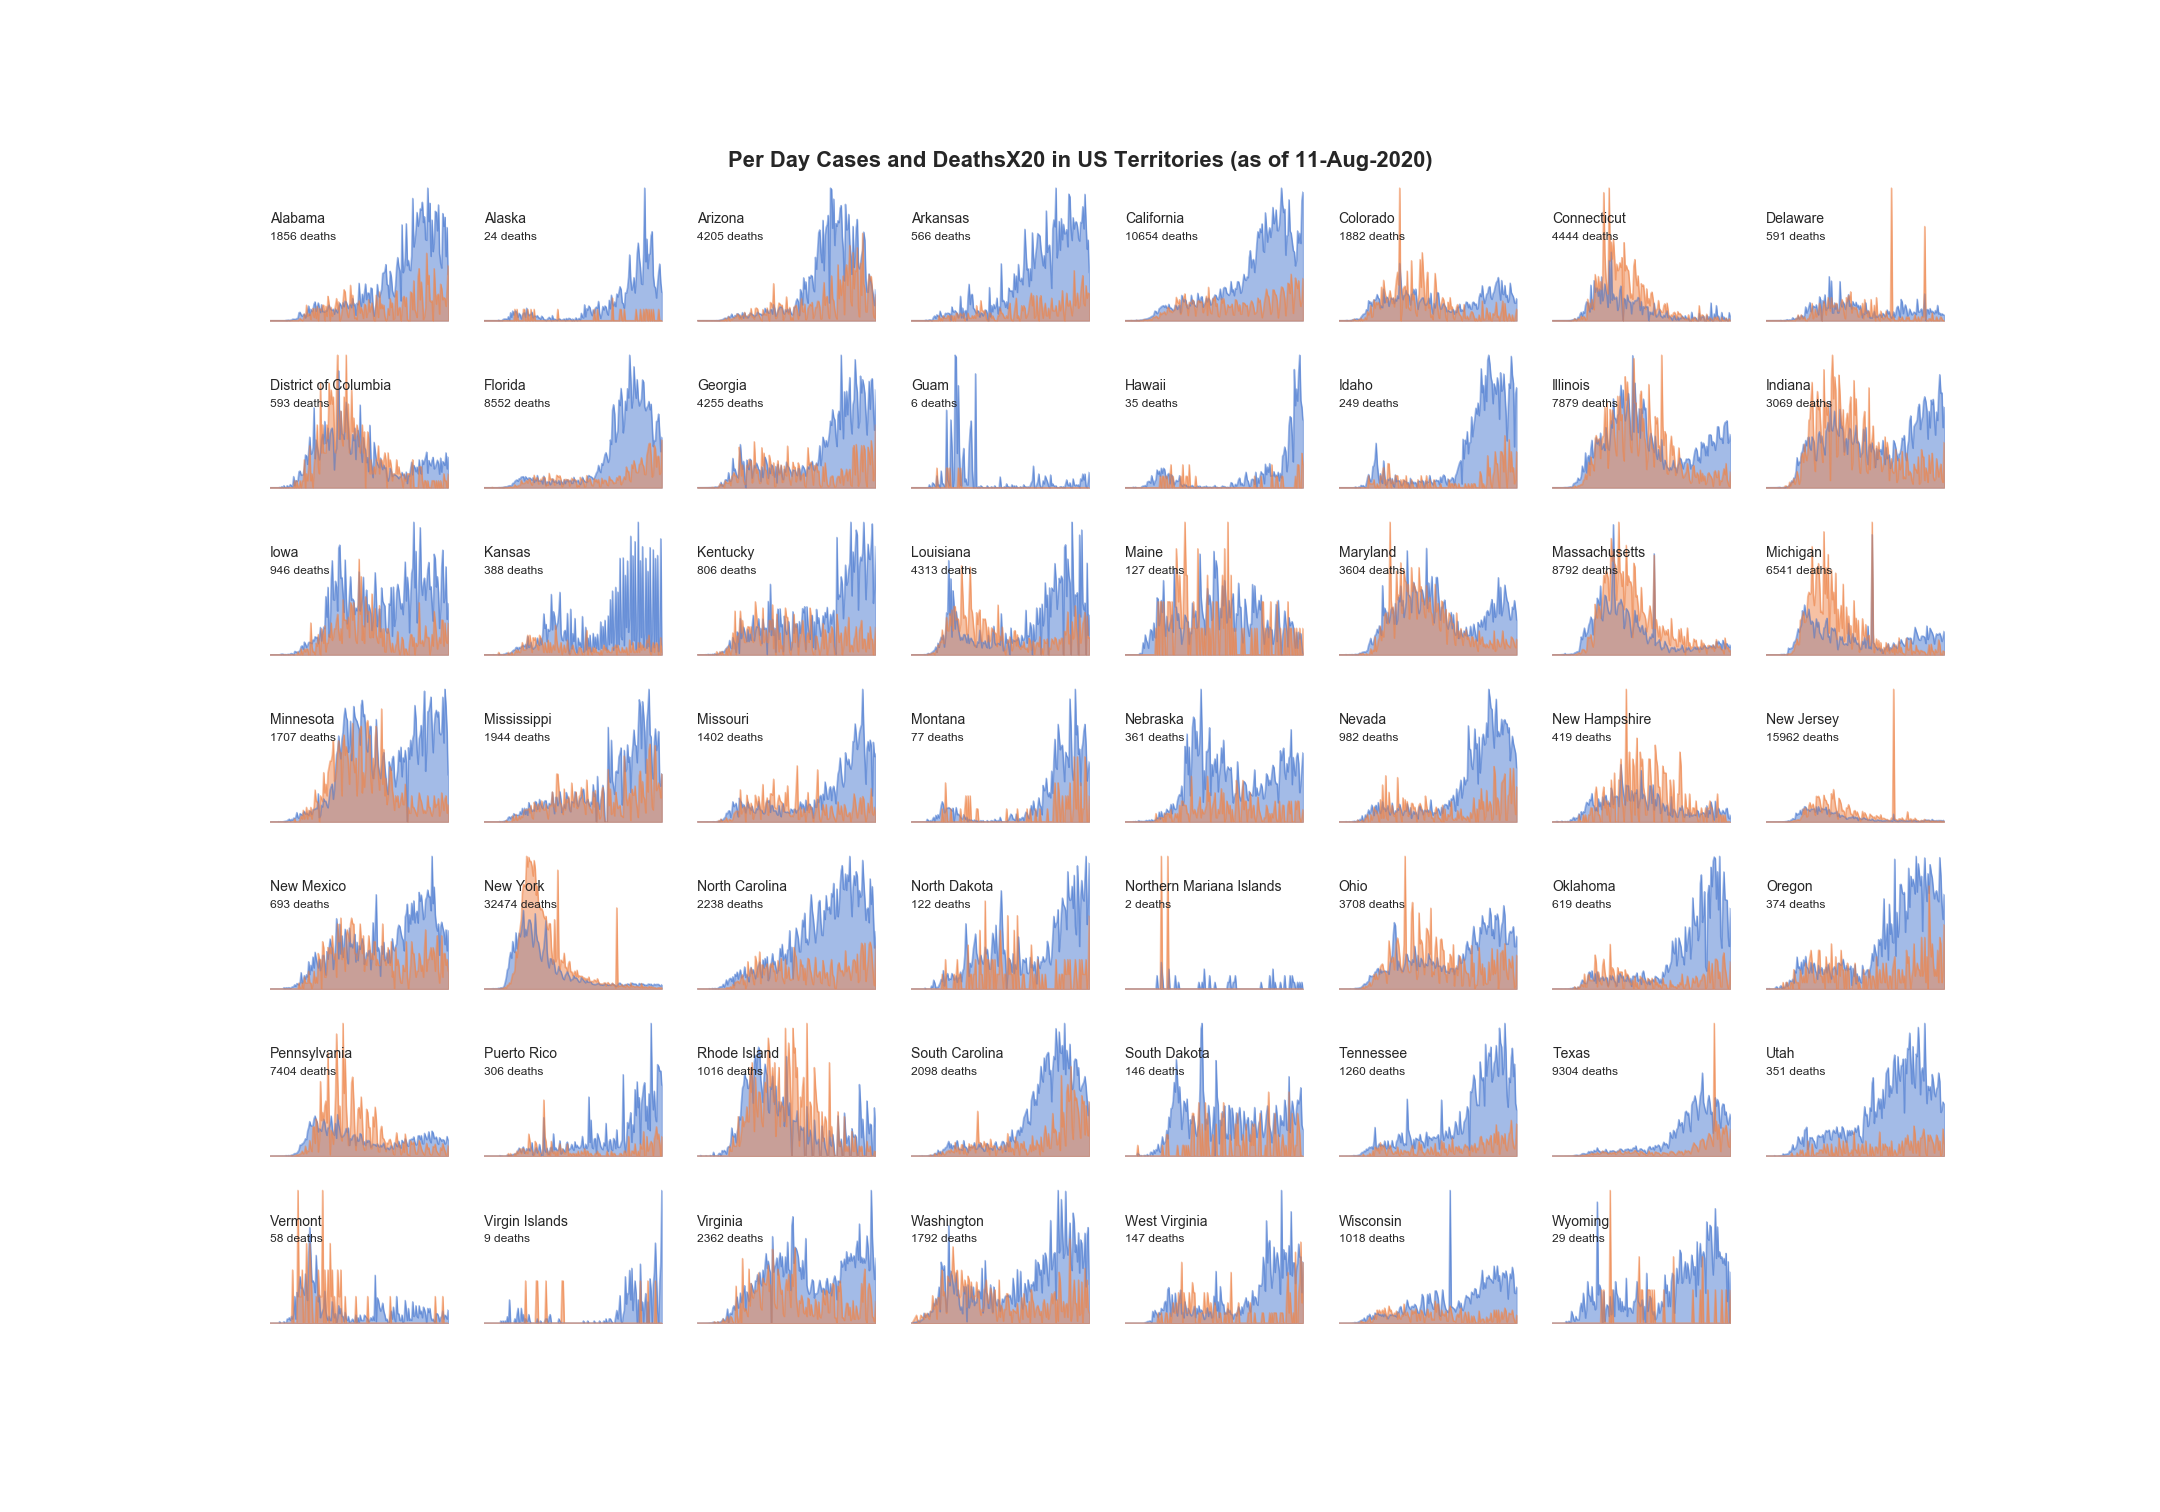 Per Day Cases and DeathsX20 in US Territories (as of 11-Aug-2020)
Alabama
1856 deaths
Alaska
24 deaths
Arizona
4205 deaths
Arkansas
566 deaths
California
10654 deaths
Colorado
1882 deaths
Connecticut
4444 deaths
Delaware
591 deaths
District of Columbia
593 deaths
Florida
8552 deaths
Georgia
4255 deaths
Guam
6 deaths
Hawaii
35 deaths
Idaho
249 deaths
Illinois
7879 deaths
Indiana
3069 deaths
Iowa
946 deaths
Kansas
388 deaths
Kentucky
806 deaths
Louisiana
4313 deaths
Maine
127 deaths
Maryland
3604 deaths
Massachusetts
8792 deaths
Michigan
6541 deaths
Minnesota
1707 deaths
Mississippi
1944 deaths
Missouri
1402 deaths
Montana
77 deaths
Nebraska
361 deaths
Nevada
982 deaths
New Hampshire
419 deaths
New Jersey
15962 deaths
New Mexico
693 deaths
New York
32474 deaths
North Carolina
2238 deaths
North Dakota
122 deaths
Northern Mariana Islands
2 deaths
Ohio
3708 deaths
Oklahoma
619 deaths
Oregon
374 deaths
Pennsylvania
7404 deaths
Puerto Rico
306 deaths
Rhode Island
1016 deaths
South Carolina
2098 deaths
South Dakota
146 deaths
Tennessee
1260 deaths
Texas
9304 deaths
Utah
351 deaths
Vermont
58 deaths
Virgin Islands
9 deaths
Virginia
2362 deaths
Washington
1792 deaths
West Virginia
147 deaths
Wisconsin
1018 deaths
Wyoming
29 deaths